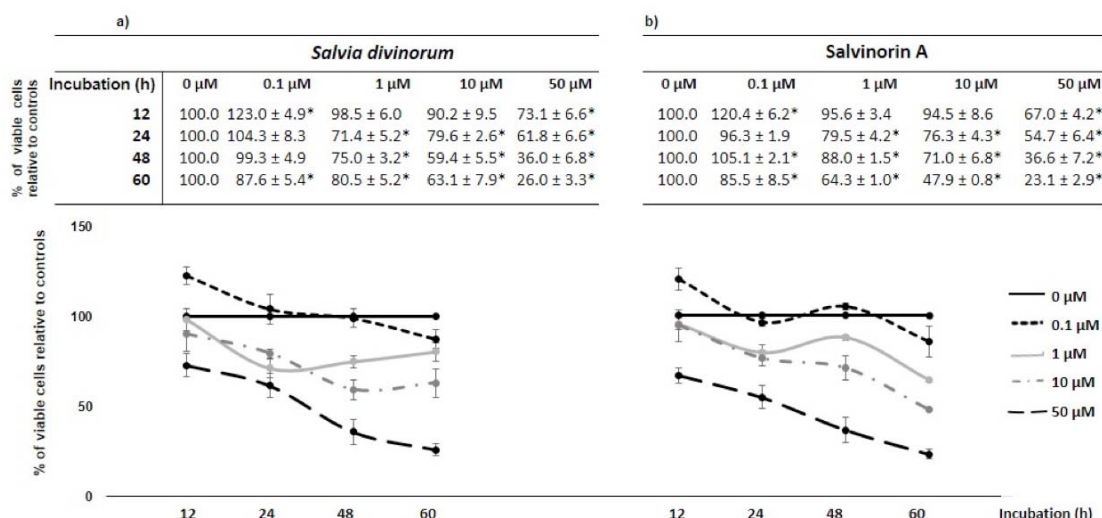 a)
Salvia divinorum
% of viable cells
relative to controls
Incubation (h) 0 µM 0.1 µM 1 µM 10 µM 50 µM
12 100.0 123.0 ± 4.9* 98.5 ± 6.0 90.2 ± 9.5 73.1 ± 6.6*
24 100.0 104.3 ± 8.3 71.4 ± 5.2* 79.6 ± 2.6* 61.8 ± 6.6*
48 100.0 99.3 ± 4.9 75.0 ± 3.2* 59.4 ± 5.5* 36.0 ± 6.8*
60 100.0 87.6 ± 5.4* 80.5 ± 5.2* 63.1 ± 7.9* 26.0 ± 3.3*
b)
Salvinorin A
0 µM 0.1 µM 1 µM 10 µM 50 µM
100.0 120.4 ± 6.2* 95.6 ± 3.4 94.5 ± 8.6 67.0 ± 4.2*
100.0 96.3 ± 1.9 79.5 ± 4.2* 76.3 ± 4.3* 54.7 ± 6.4*
100.0 105.1 ± 2.1* 88.0 ± 1.5* 71.0 ± 6.8* 36.6 ± 7.2*
100.0 85.5 ± 8.5* 64.3 ± 1.0* 47.9 ± 0.8* 23.1 ± 2.9*
% of viable cells relative to controls
150
100
50
0
12 24 48 60
12 24 48 60 Incubation (h)
0 µM
0.1 µM
1 µM
10 µM
50 µM